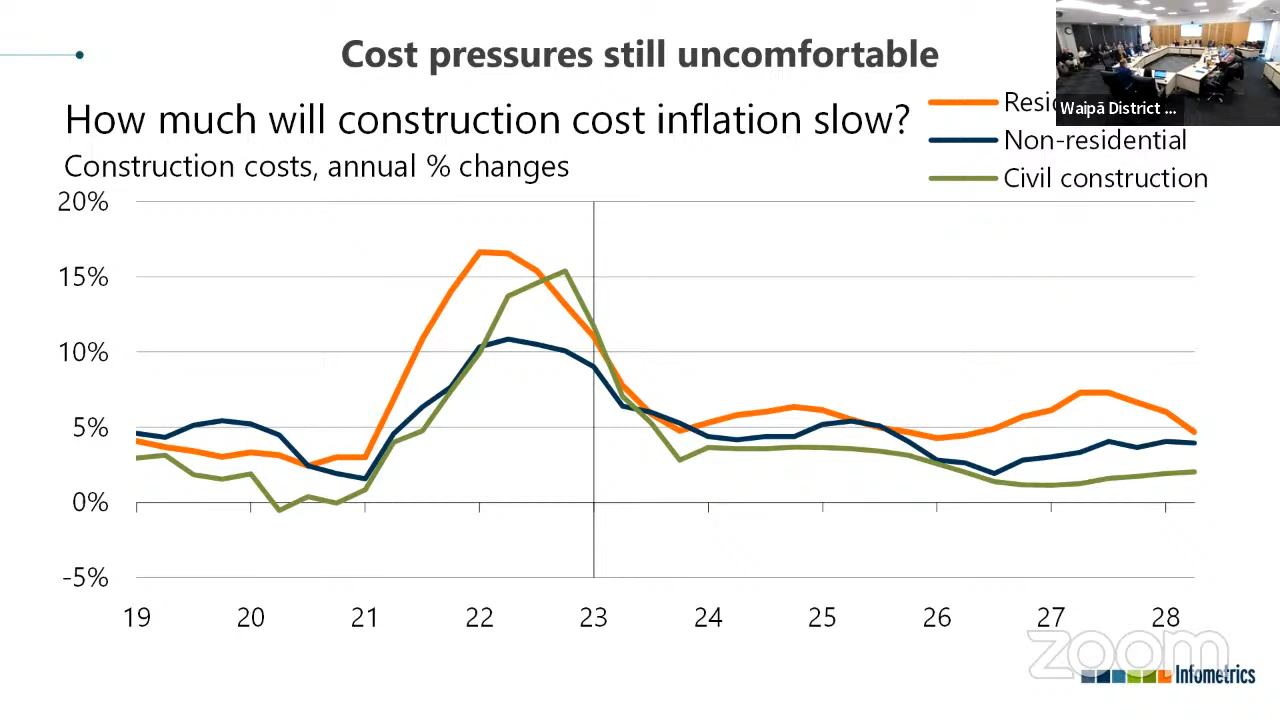 Cost pressures still uncomfortable
Waipā District ...
How much will construction cost inflation slow?
Construction costs, annual % changes
Non-residential
Civil construction
20%
15%
10%
5%
0%
-5%
19 20 21 22 23 24 25 26 27 28
zoom
Infometrics